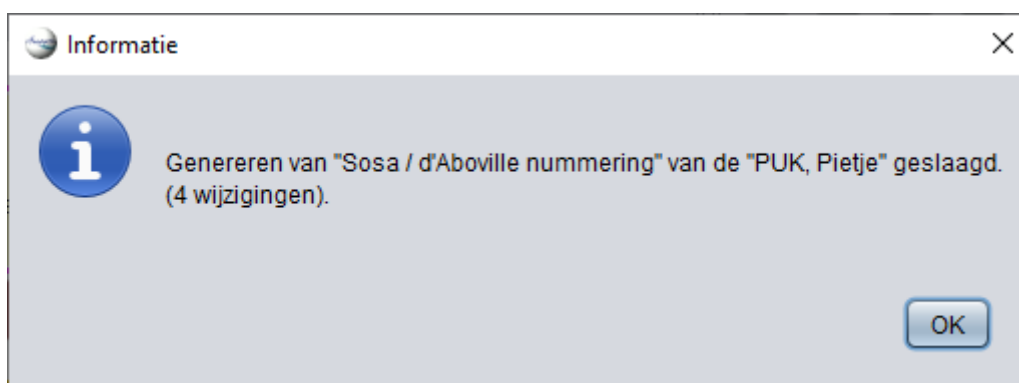 Informatie
Genereren van "Sosa / d'Aboville nummering" van de "PUK, Pietje" geslaagd.
(4 wijzigingen).
OK